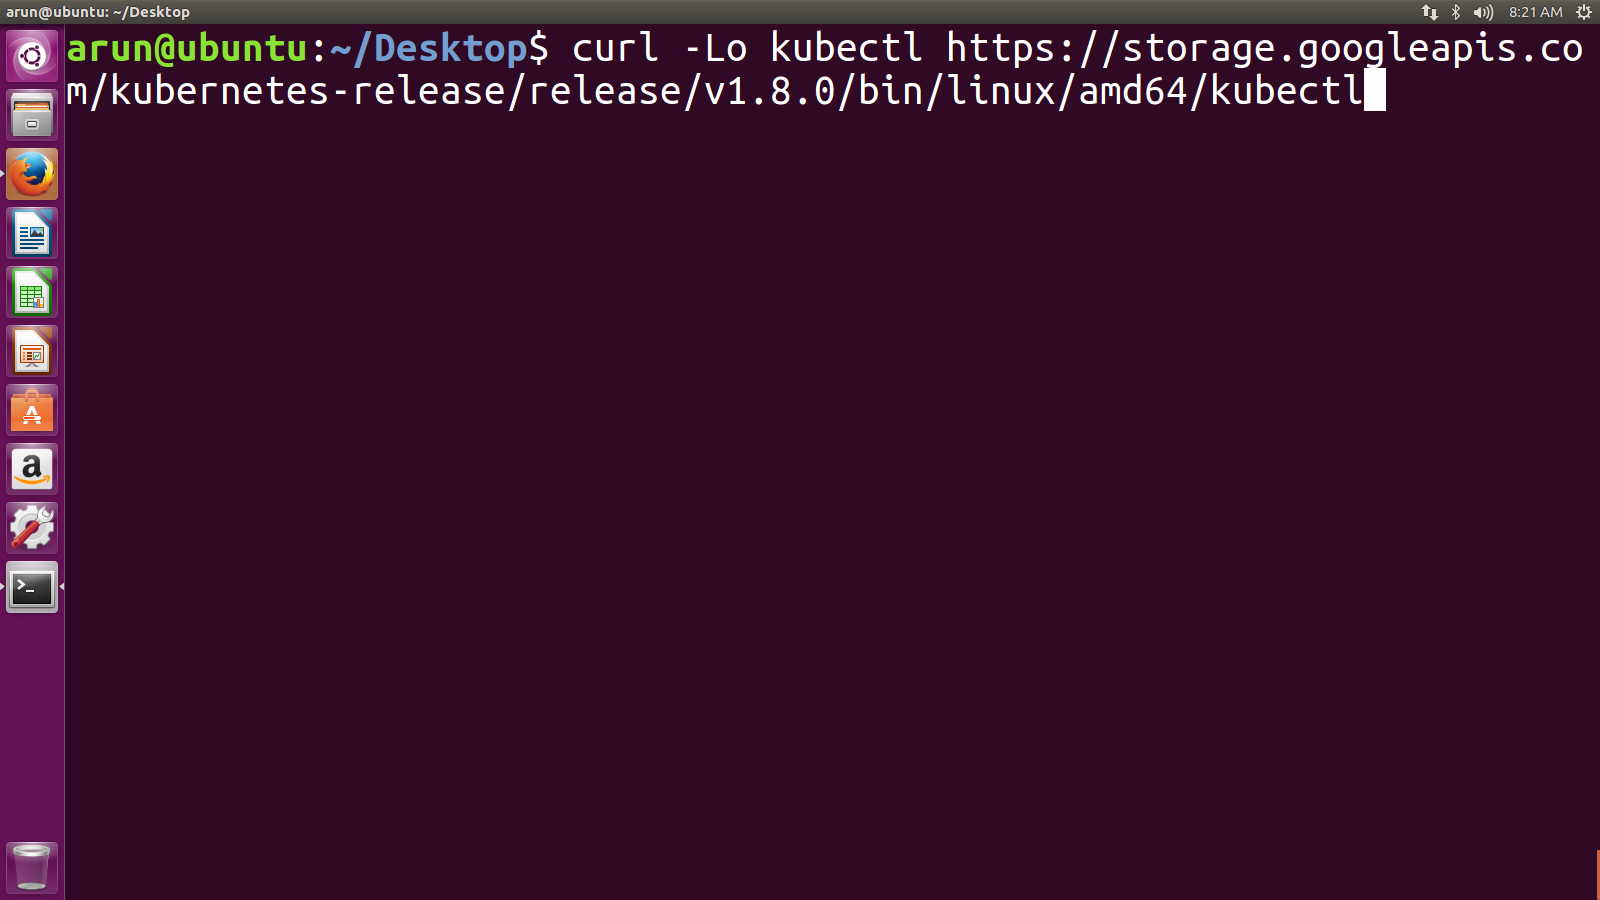 arun@ubuntu: ~/Desktop
8:21 AM
arun@ubuntu:~/Desktop$ curl -Lo kubectl https://storage.googleapis.co
m/kubernetes-release/release/v1.8.0/bin/linux/amd64/kubectl
A
a
>_